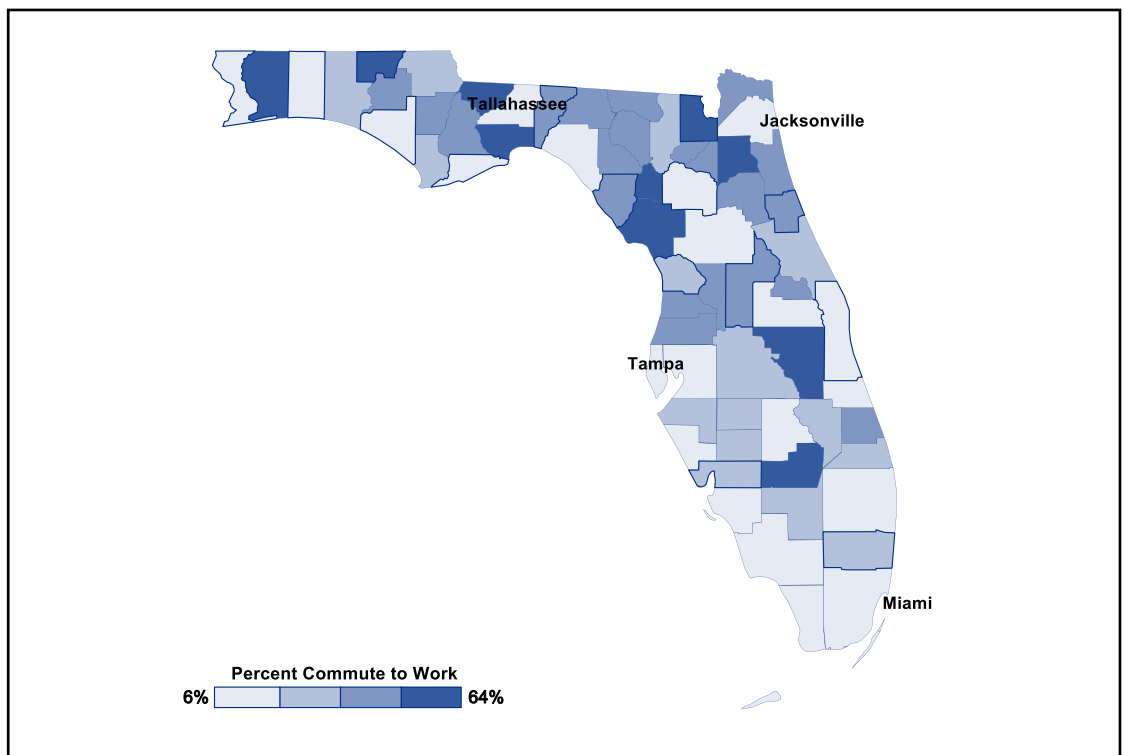 Tallahassee
Jacksonville
Tampa
Miami
Percent Commute to Work
6% 64%